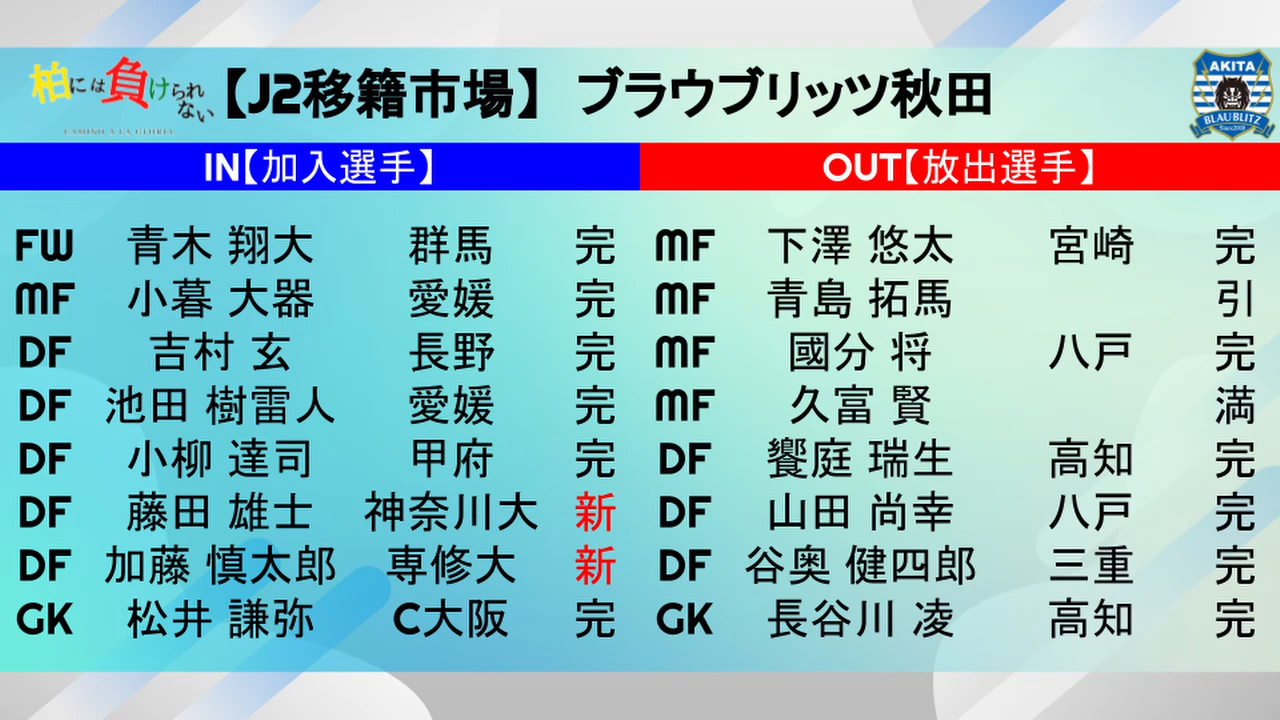 柏には負けられない
CAMINO A LA GLORIA
【J2移籍市場】 ブラウブリッツ秋田
AKITA
BLAUBLITZ
IN【加入選手】
OUT【放出選手】
FW 青木 翔大 群馬 完
MF 小暮 大器 愛媛 完
DF 吉村 玄 長野 完
DF 池田 樹雷人 愛媛 完
DF 小柳 達司 甲府 完
DF 藤田 雄士 神奈川大 新
DF 加藤 慎太郎 専修大 新
GK 松井 謙弥 C大阪 完
MF 下澤 悠太 宮崎 完
MF 青島 拓馬 引
MF 國分 将 八戸 完
MF 久富 賢 満
DF 饗庭 瑞生 高知 完
DF 山田 尚幸 八戸 完
DF 谷奥 健四郎 三重 完
GK 長谷川 凌 高知 完